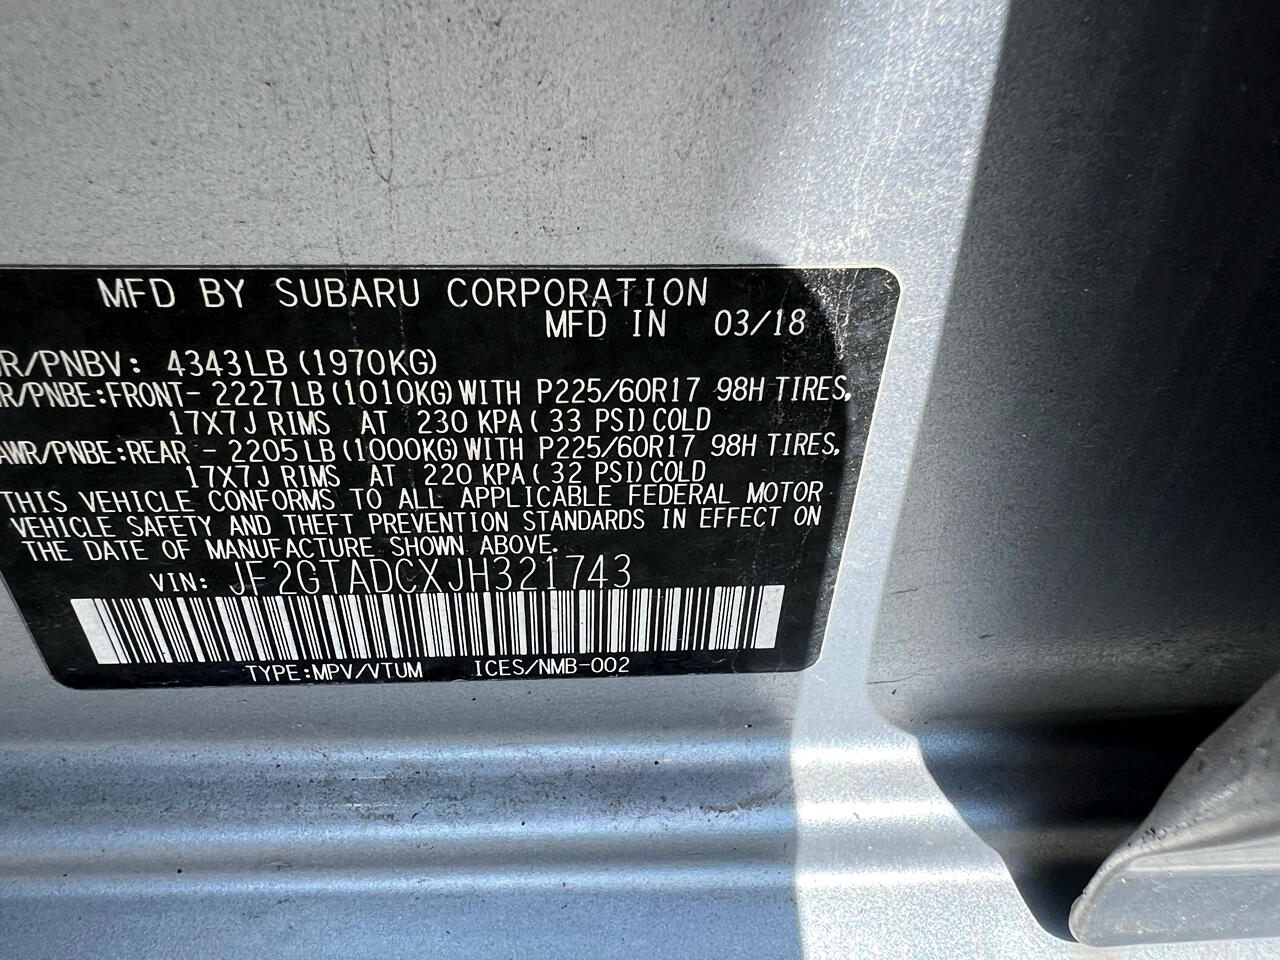 MFD BY SUBARU CORPORATION
MFD IN 03/18
R/PNBV: 4343LB (1970KG)
R/PNBE:FRONT- 2227LB (1010KG) WITH P225/60R17 98H TIRES,
17X7J RIMS AT 230 KPA (33 PSI) COLD
AWR/PNBE:REAR - 2205LB (1000KG) WITH P225/60R17 98H TIRES,
17X7J RIMS AT 220 KPA (32 PSI) COLD
THIS VEHICLE CONFORMS TO ALL APPLICABLE FEDERAL MOTOR
VEHICLE SAFETY AND THEFT PREVENTION STANDARDS IN EFFECT ON
THE DATE OF MANUFACTURE SHOWN ABOVE.
VIN: JF2GTADCXJH321743
TYPE:MPV/VTUM ICES/NMB-002